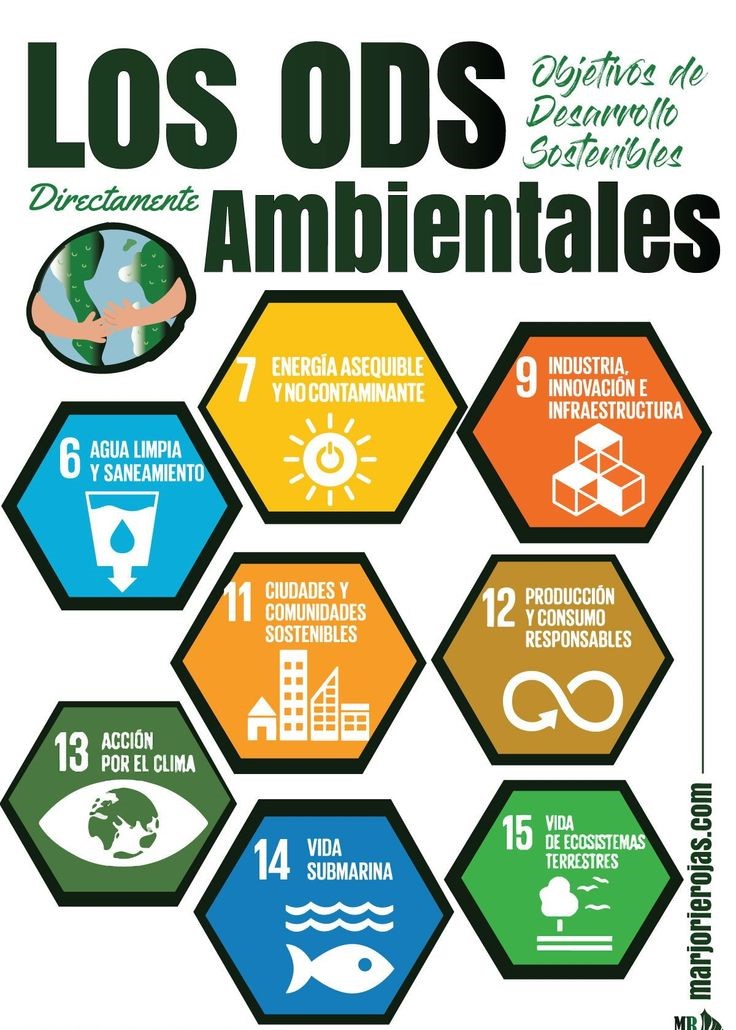 Los ODS
Objetivos de
Desarrollo
Sostenibles
Directamente
Ambientales
7
ENERGÍA ASEQUIBLE
Y NO CONTAMINANTE
9
INDUSTRIA,
INNOVACIÓN E
INFRAESTRUCTURA
6
AGUA LIMPIA
Y SANEAMIENTO
11
CIUDADES Y
COMUNIDADES
SOSTENIBLES
12
PRODUCCIÓN
Y CONSUMO
RESPONSABLES
13
ACCIÓN
POR EL CLIMA
14
VIDA
SUBMARINA
15
VIDA
DE ECOSISTEMAS
TERRESTRES
marjorierojas.com
MR